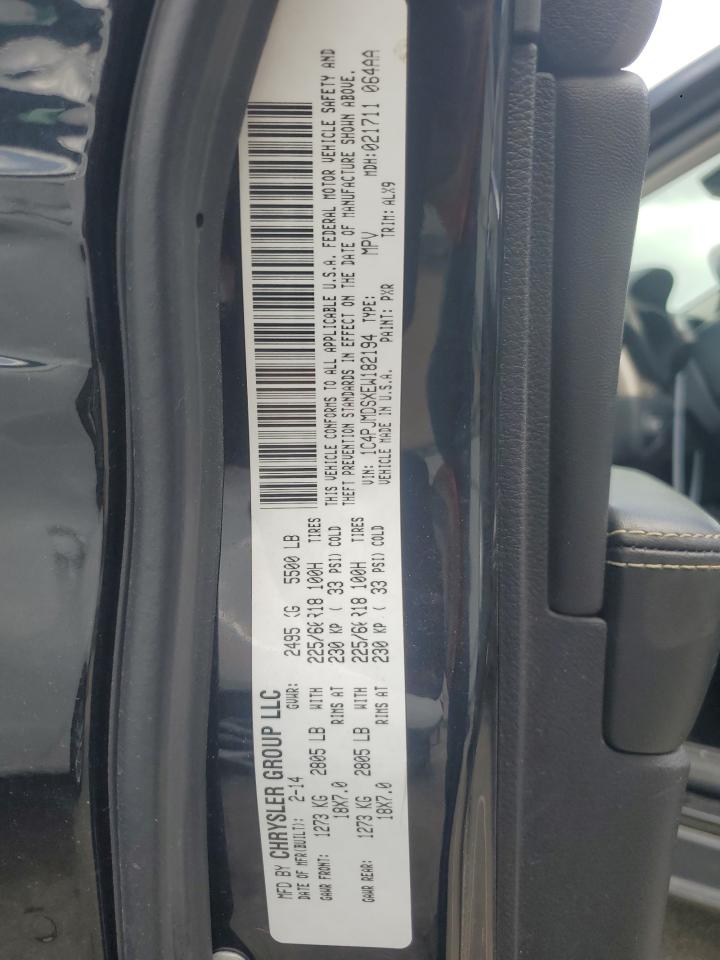 MFD BY CHRYSLER GROUP LLC
DATE OF MFR(BUILT): 2-14 GVWR: 2495 KG 5500 LB
GAWR FRONT: 1273 KG 2805 LB WITH 225/60R18 100H TIRES
18X7.0 RIMS AT 230 KP ( 33 PSI) COLD
GAWR REAR: 1273 KG 2805 LB WITH 225/60R18 100H TIRES
18X7.0 RIMS AT 230 KP ( 33 PSI) COLD
THIS VEHICLE CONFORMS TO ALL APPLICABLE U.S.A. FEDERAL MOTOR VEHICLE SAFETY AND
THEFT PREVENTION STANDARDS IN EFFECT ON THE DATE OF MANUFACTURE SHOWN ABOVE.
VIN: 1C4PJMDSXEW182194 TYPE: MPV MDH:021711 064AA
VEHICLE MADE IN U.S.A. PAINT: PXR TRIM: ALX9